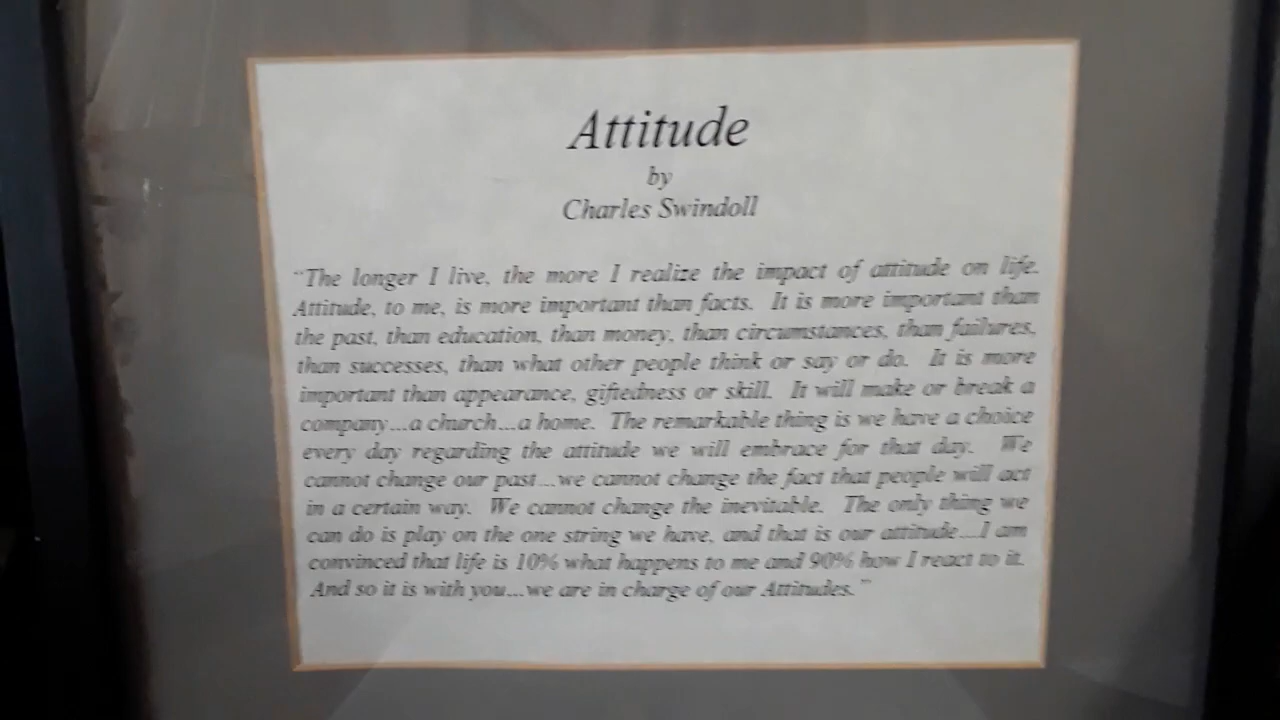 Attitude
by
Charles Swindoll
“The longer I live, the more I realize the impact of attitude on life.
Attitude, to me, is more important than facts. It is more important than
the past, than education, than money, than circumstances, than failures,
than successes, than what other people think or say or do. It is more
important than appearance, giftedness or skill. It will make or break a
company...a church...a home. The remarkable thing is we have a choice
every day regarding the attitude we will embrace for that day. We
cannot change our past...we cannot change the fact that people will act
in a certain way. We cannot change the inevitable. The only thing we
can do is play on the one string we have, and that is our attitude...I am
convinced that life is 10% what happens to me and 90% how I react to it.
And so it is with you...we are in charge of our Attitudes.”